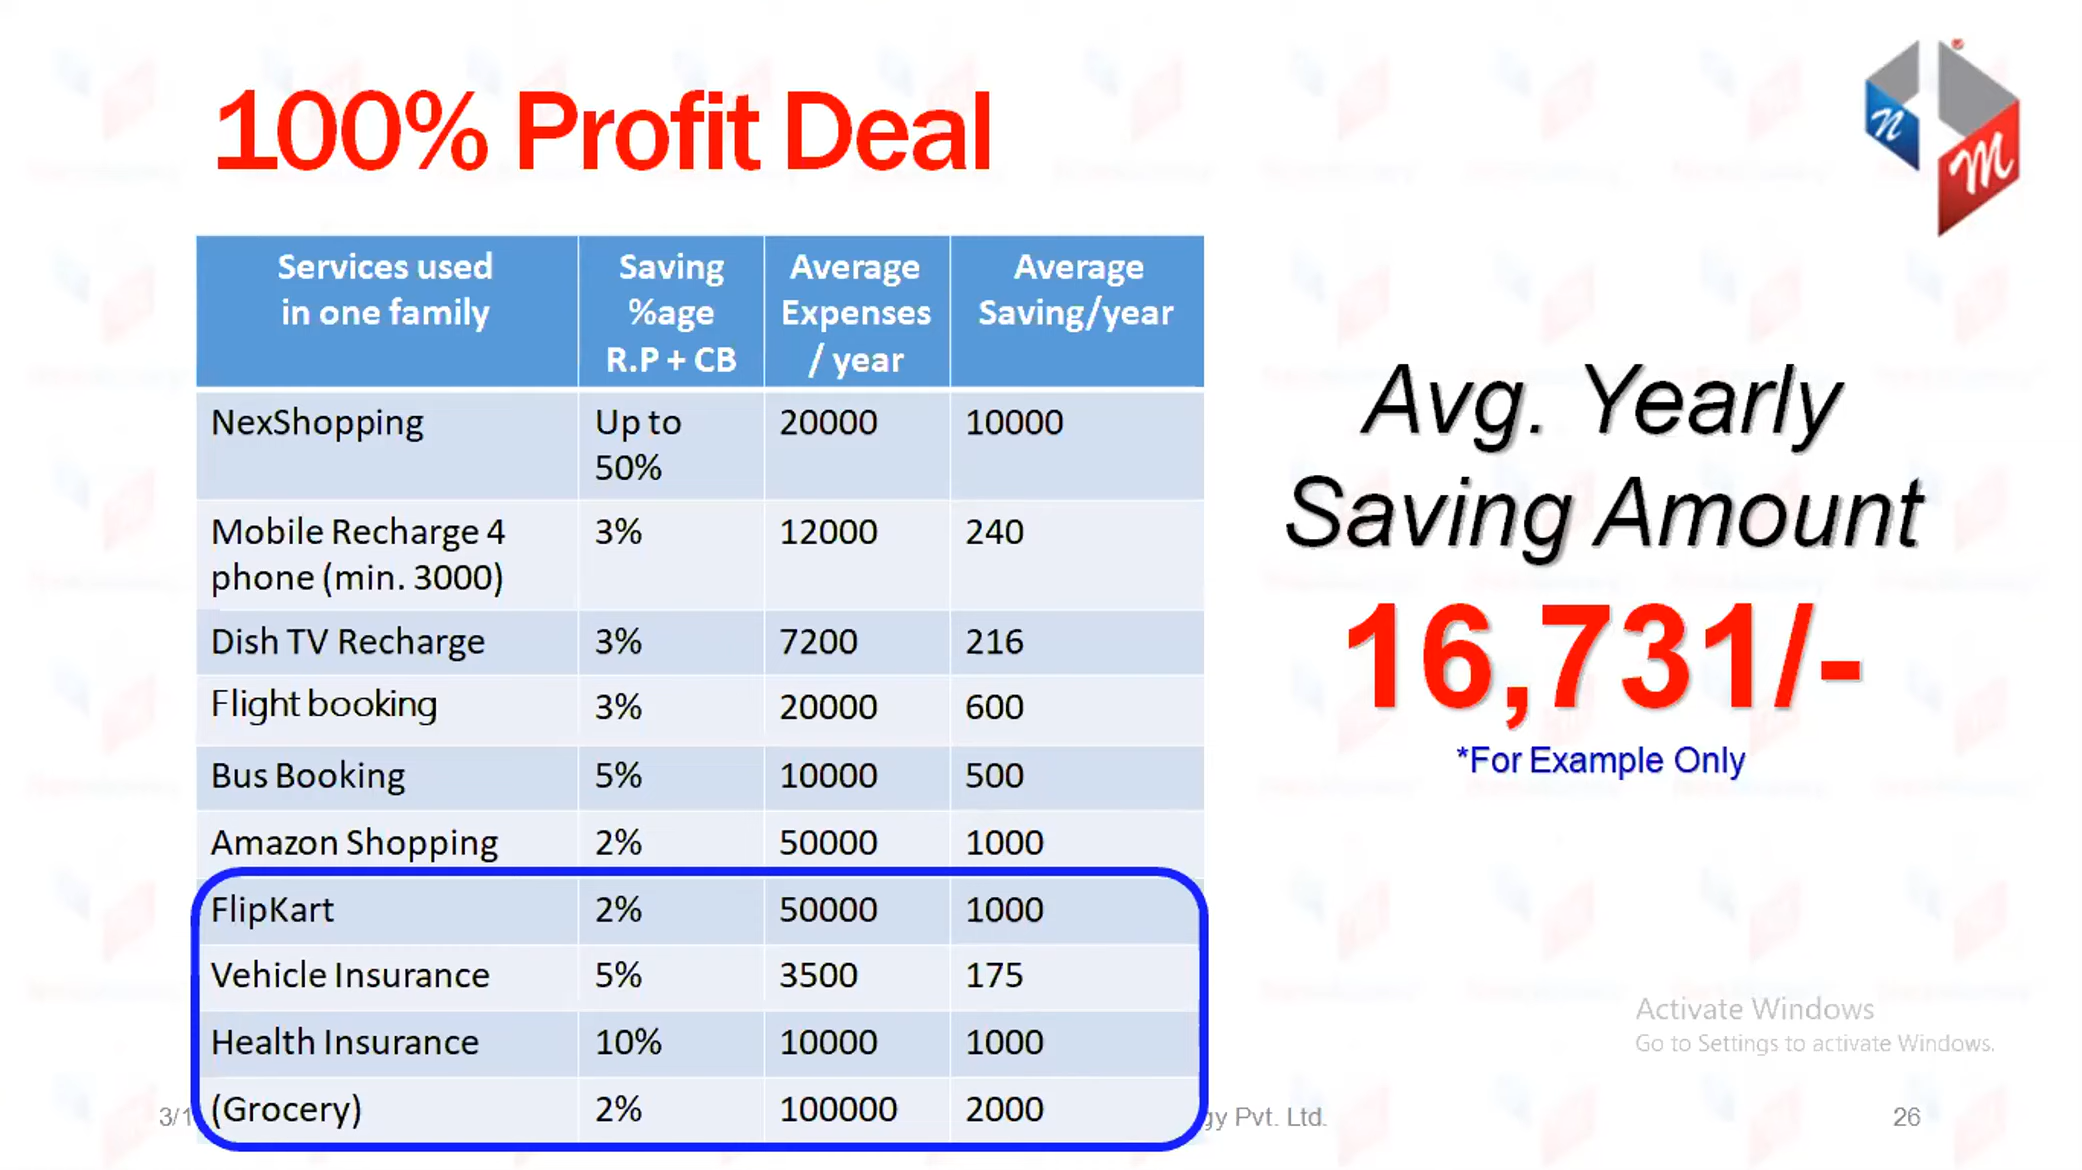 100% Profit Deal
n
M
Services used
in one family
Saving
%age
R.P + CB
Average
Expenses
/ year
Average
Saving/year
NexShopping
Up to
50%
20000
10000
Mobile Recharge 4
phone (min. 3000)
3%
12000
240
Dish TV Recharge
3%
7200
216
Flight booking
3%
20000
600
Bus Booking
5%
10000
500
Amazon Shopping
2%
50000
1000
FlipKart
2%
50000
1000
Vehicle Insurance
5%
3500
175
Health Insurance
10%
10000
1000
(Grocery)
2%
100000
2000
Avg. Yearly
Saving Amount
16,731/-
*For Example Only
Activate Windows
Go to Settings to activate Windows.
3/1
gy Pvt. Ltd.
26